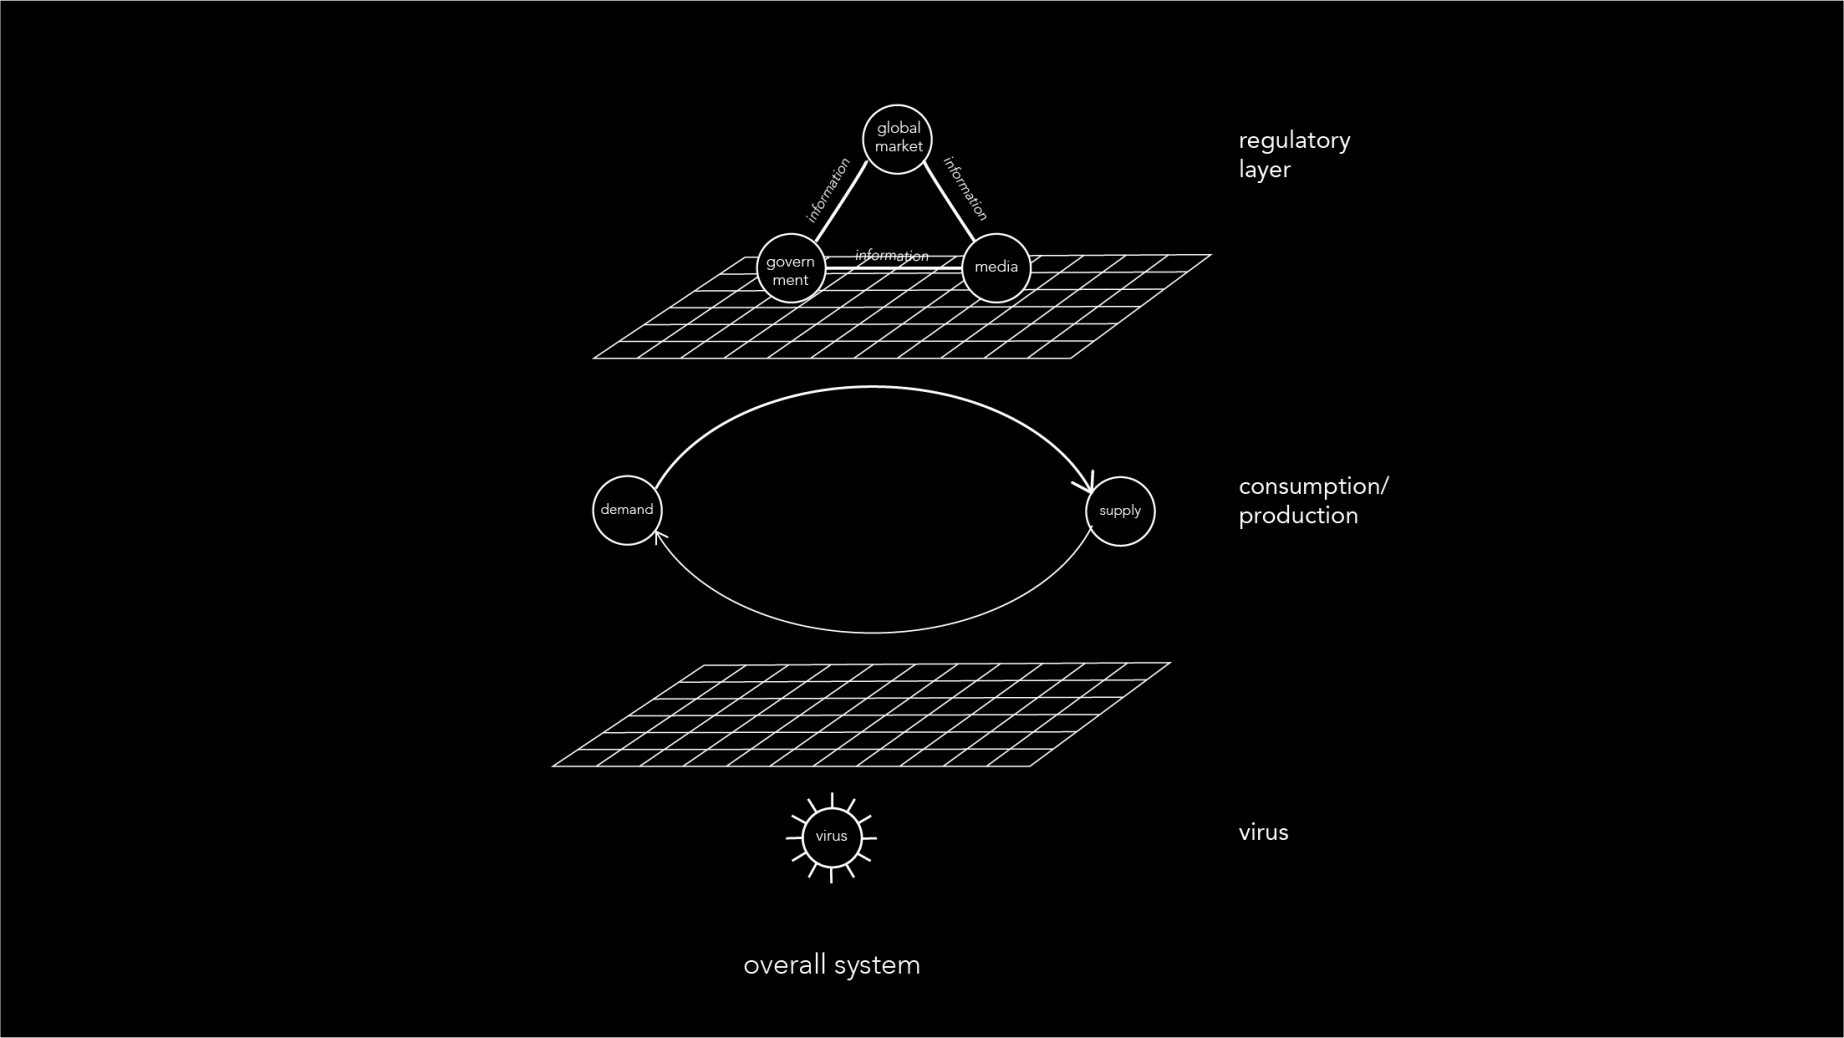 global
market
regulatory
layer
information
information
information
govern
ment
media
demand
supply
consumption/
production
virus
virus
overall system